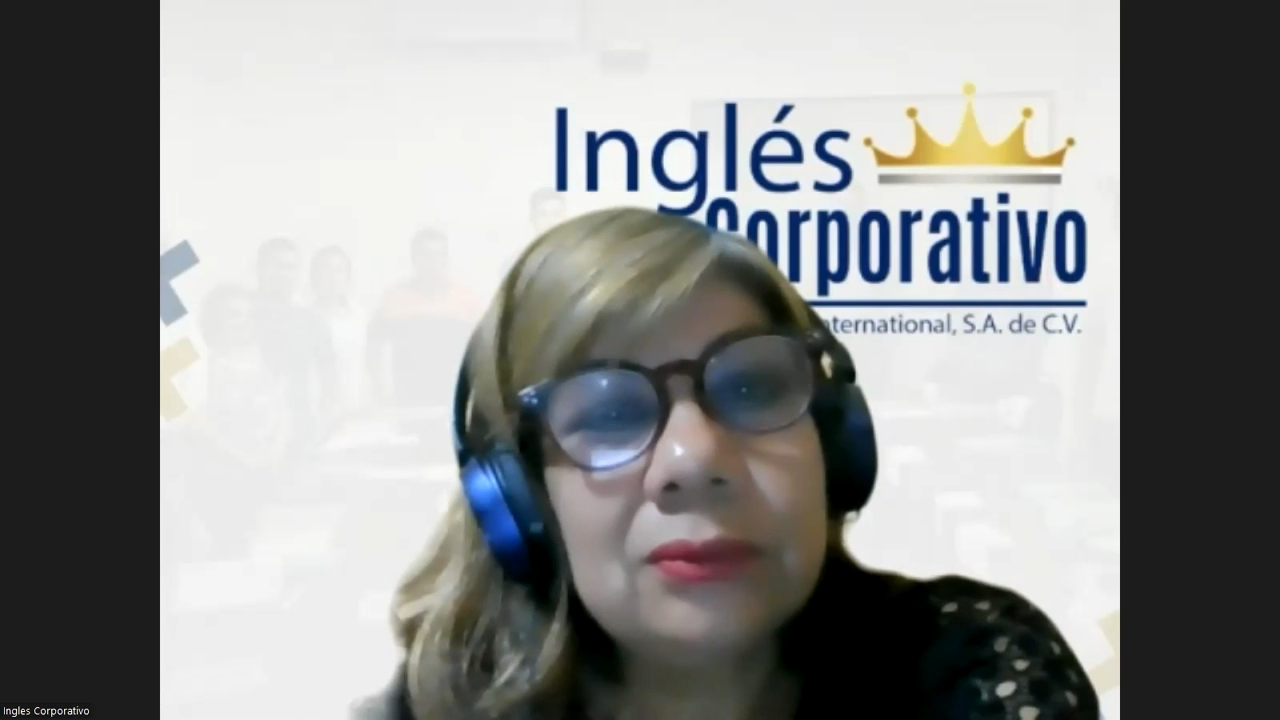 Inglés
Corporativo
International, S.A. de C.V.
Ingles Corporativo